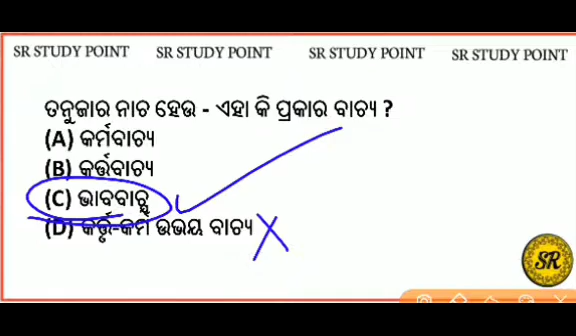 SR STUDY POINT SR STUDY POINT SR STUDY POINT SR STUDY POINT
ତନୁଜାର ନାଚ ହେଉ - ଏହା କି ପ୍ରକାର ବାଚ୍ୟ ?
(A) କର୍ମବାଚ୍ୟ
(B) କର୍ତ୍ତୃବାଚ୍ୟ
(C) ଭାବବାଚ୍ଯ
(D) କର୍ତ୍ତୃ-କର୍ମ ଉଭୟ ବାଚ୍ୟ
SR